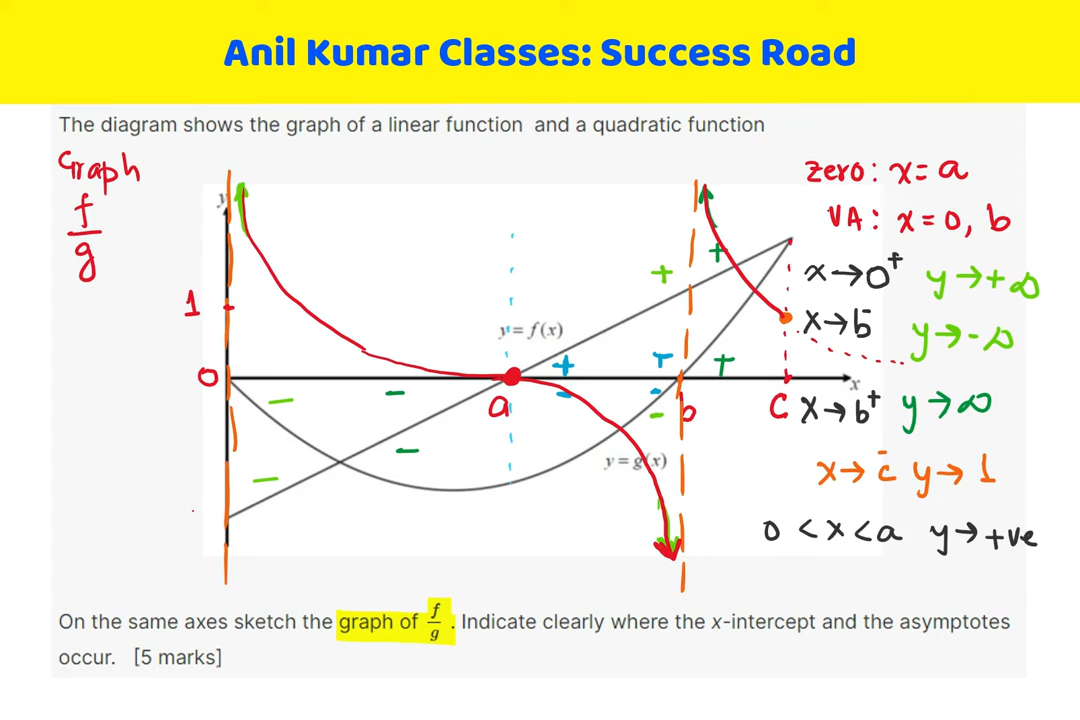 Anil Kumar Classes: Success Road
The diagram shows the graph of a linear function and a quadratic function
Graph
f
g
zero: x = a
VA: x = 0, b
x → 0⁺ y → +∞
x → b⁻ y → -∞
x → b⁺ y → ∞
x → c⁻ y → 1
0 < x < a y → +ve
y
1
y = f(x)
+ + +
+ + +
0
x
- - a - - b c
- -
y = g(x)
On the same axes sketch the graph of f/g . Indicate clearly where the x-intercept and the asymptotes
occur. [5 marks]